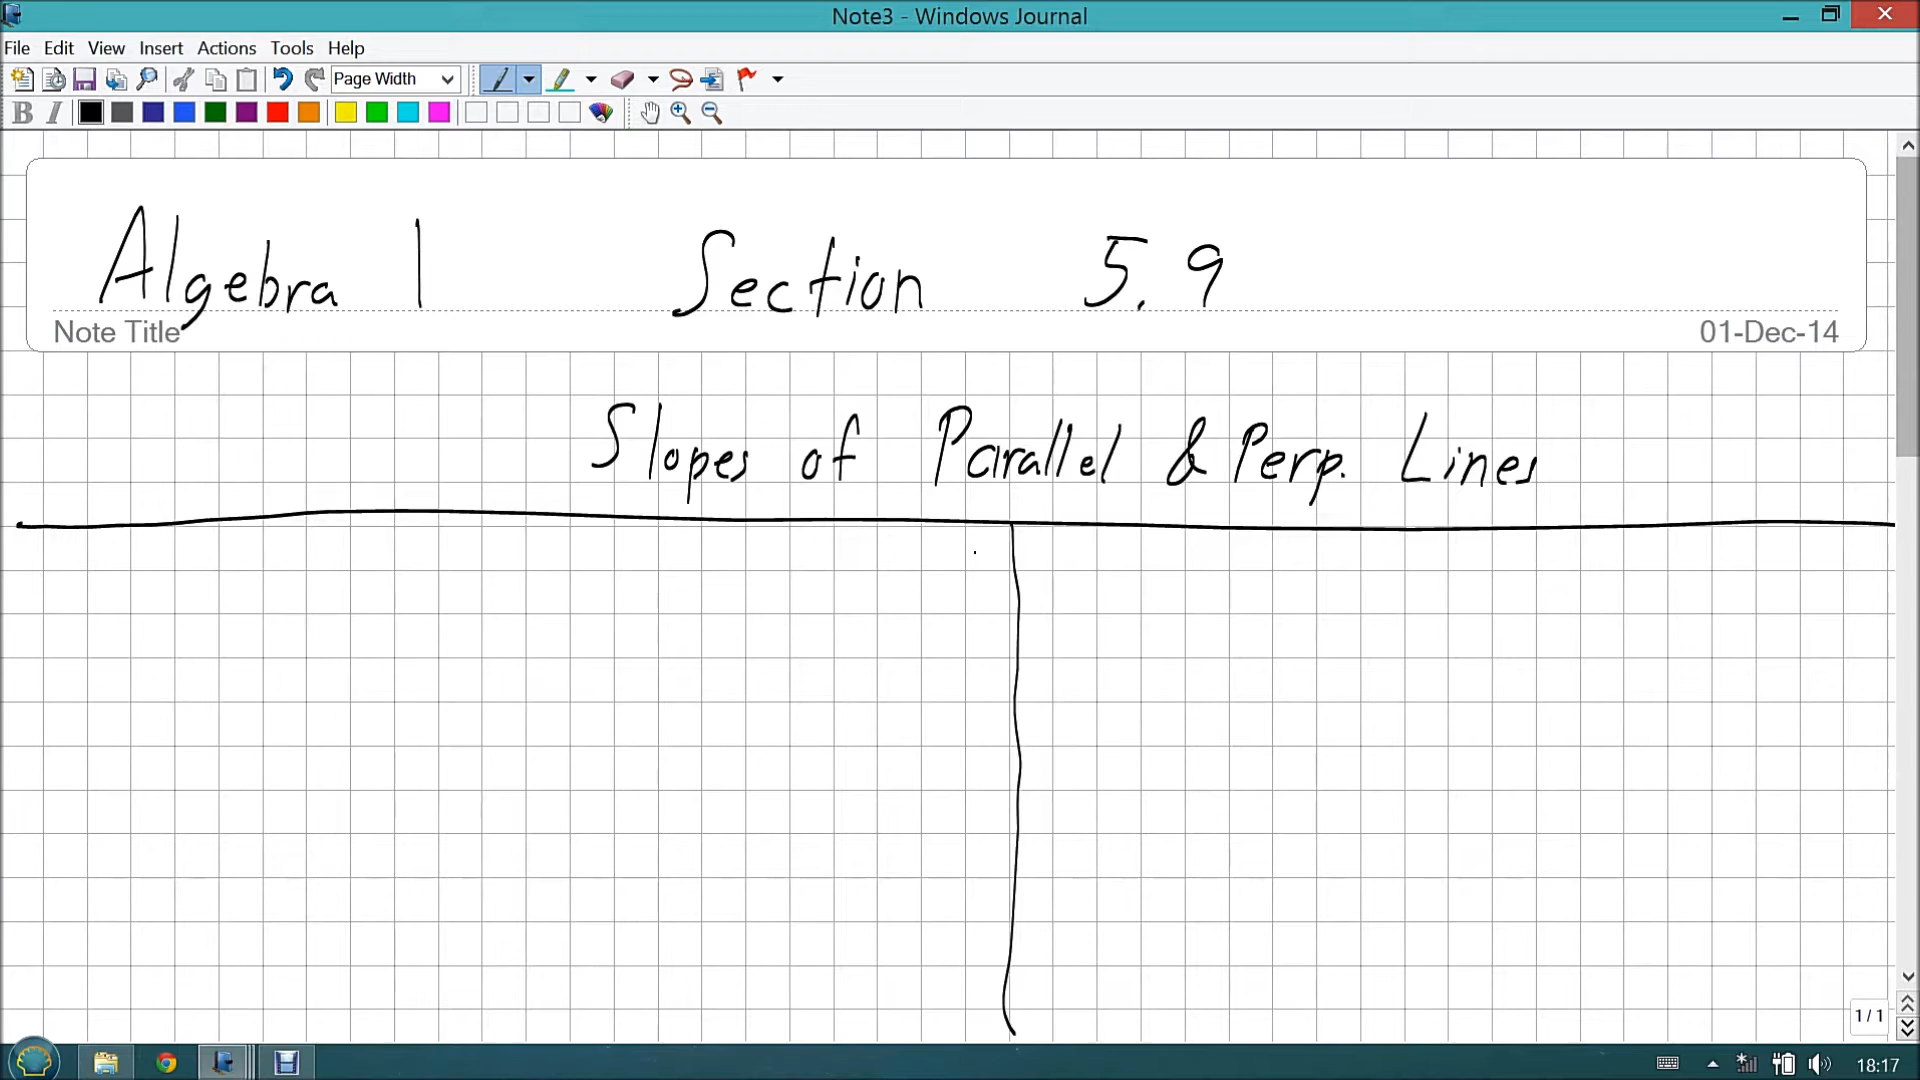 Note3 - Windows Journal
File Edit View Insert Actions Tools Help
Page Width
B I
Algebra 1 Section 5.9
Note Title 01-Dec-14
Slopes of Parallel & Perp. Lines
1 / 1
18:17